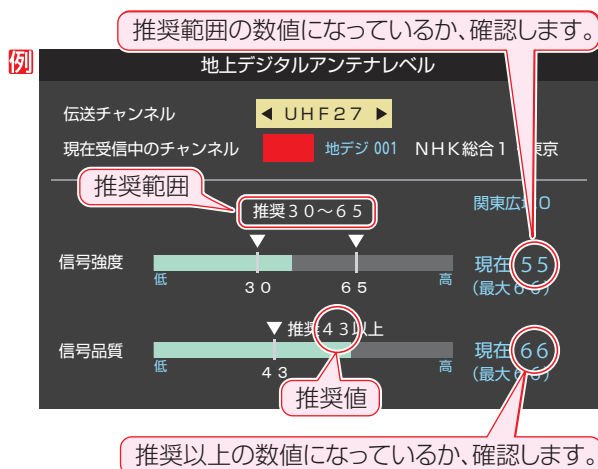 推奨範囲の数値になっているか、確認します。
例
地上デジタルアンテナレベル
伝送チャンネル ◀ UHF27 ▶
現在受信中のチャンネル 地デジ 001 NHK総合1 東京
推奨範囲
推奨30～65
関東広域0
信号強度 現在 55
低 30 65 高 (最大66)
推奨43以上
信号品質 現在 66
低 43 高 (最大66)
推奨値
推奨以上の数値になっているか、確認します。